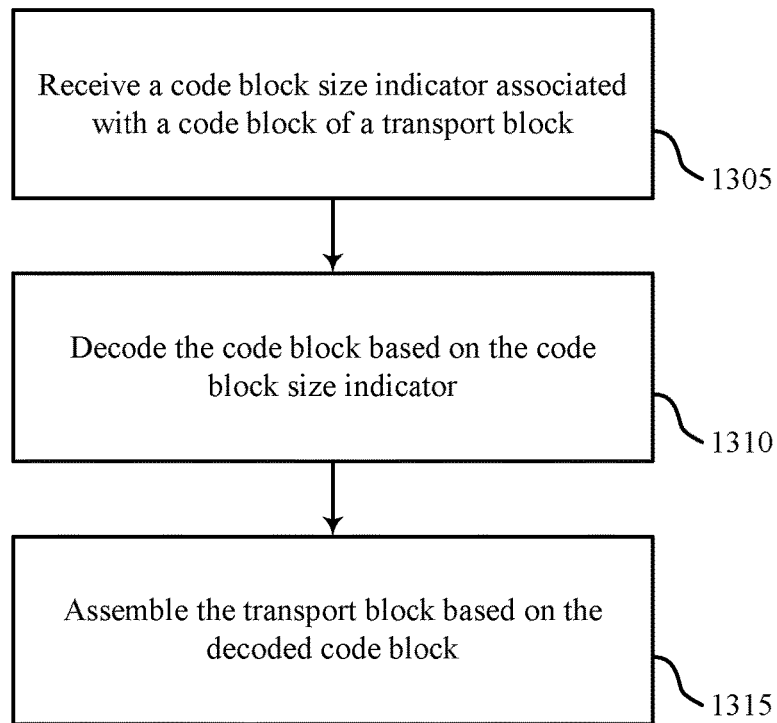 Receive a code block size indicator associated
with a code block of a transport block
1305
Decode the code block based on the code
block size indicator
1310
Assemble the transport block based on the
decoded code block
1315